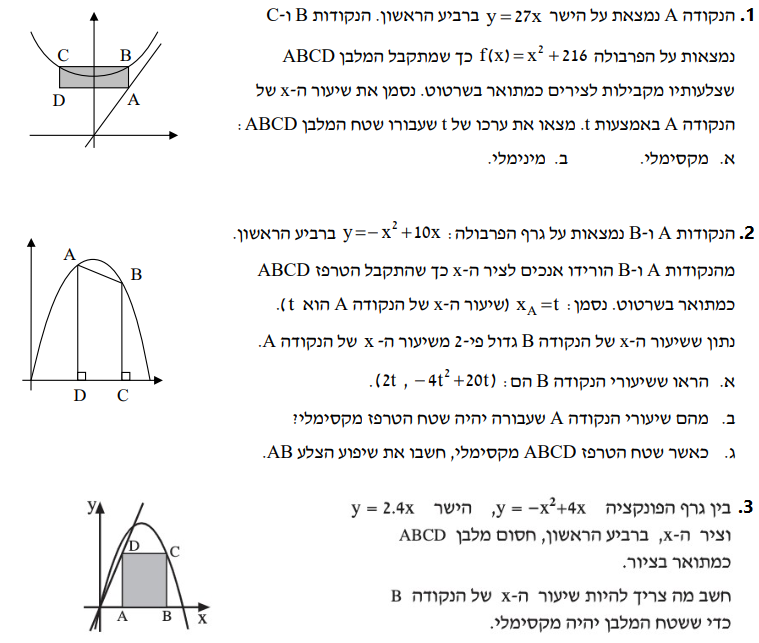 1. הנקודה A נמצאת על הישר y=27x ברביע הראשון. הנקודות B ו-C
נמצאות על הפרבולה f(x)=x²+216 כך שמתקבל המלבן ABCD
שצלעותיו מקבילות לצירים כמתואר בשרטוט. נסמן את שיעור ה-x של
הנקודה A באמצעות t. מצאו את ערכו של t שעבורו שטח המלבן ABCD:
א. מקסימלי. ב. מינימלי.
C B
D A
2. הנקודות A ו-B נמצאות על גרף הפרבולה: y=-x²+10x ברביע הראשון.
מהנקודות A ו-B הורידו אנכים לציר ה-x כך שהתקבל הטרפז ABCD
כמתואר בשרטוט. נסמן: x_A=t (שיעור ה-x של הנקודה A הוא t).
נתון ששיעור ה-x של הנקודה B גדול פי-2 משיעור ה-x של הנקודה A.
א. הראו ששיעורי הנקודה B הם: (2t , -4t²+20t).
ב. מהם שיעורי הנקודה A שעבורה יהיה שטח הטרפז מקסימלי?
ג. כאשר שטח הטרפז ABCD מקסימלי, חשבו את שיפוע הצלע AB.
A
B
D C
3. בין גרף הפונקציה y = -x²+4x, הישר y = 2.4x
וציר ה-x, ברביע הראשון, חסום מלבן ABCD
כמתואר בציור.
חשב מה צריך להיות שיעור ה-x של הנקודה B
כדי ששטח המלבן יהיה מקסימלי.
y
D C
A B x